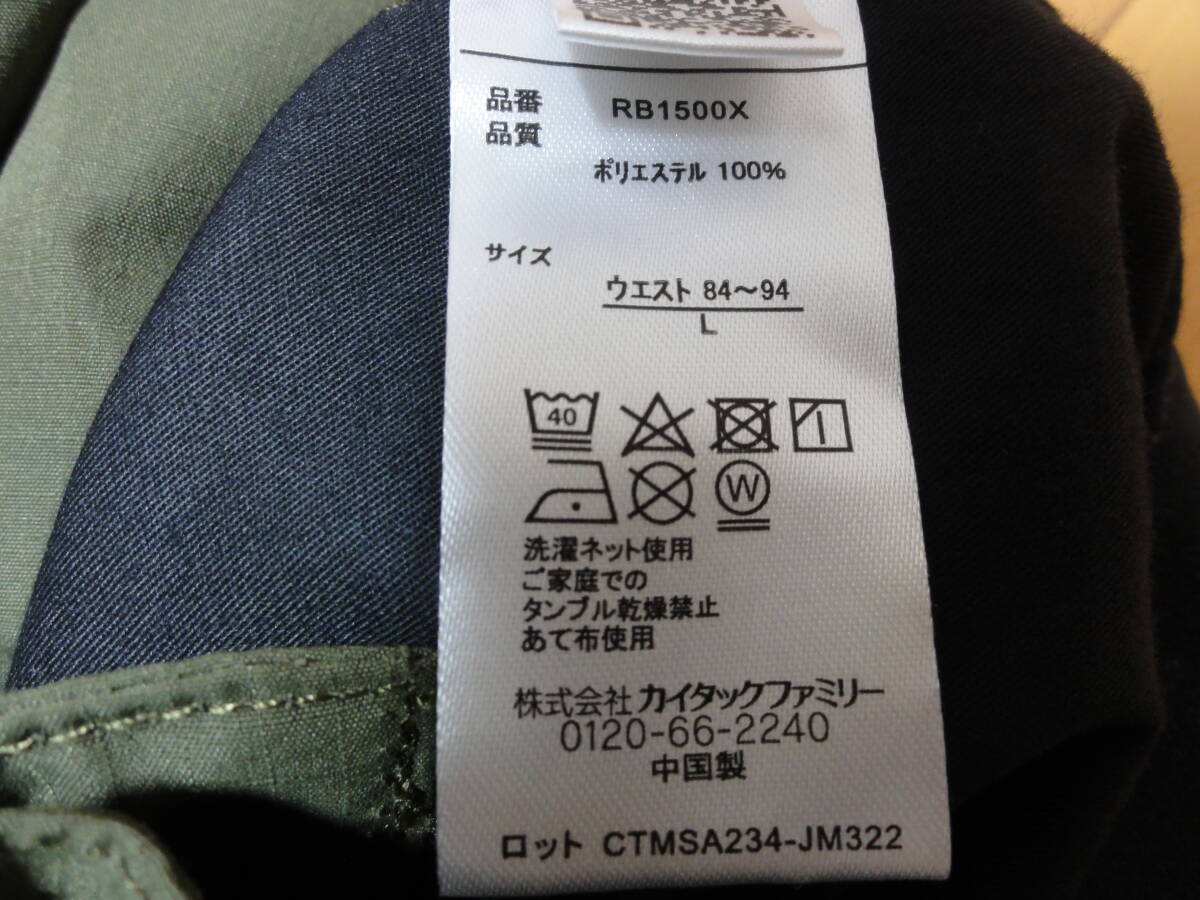 品番 RB1500X
品質
ポリエステル 100%
サイズ
ウエスト 84～94
L
40
W
洗濯ネット使用
ご家庭での
タンブル乾燥禁止
あて布使用
株式会社 カイタックファミリー
0120-66-2240
中国製
ロット CTMSA234-JM322